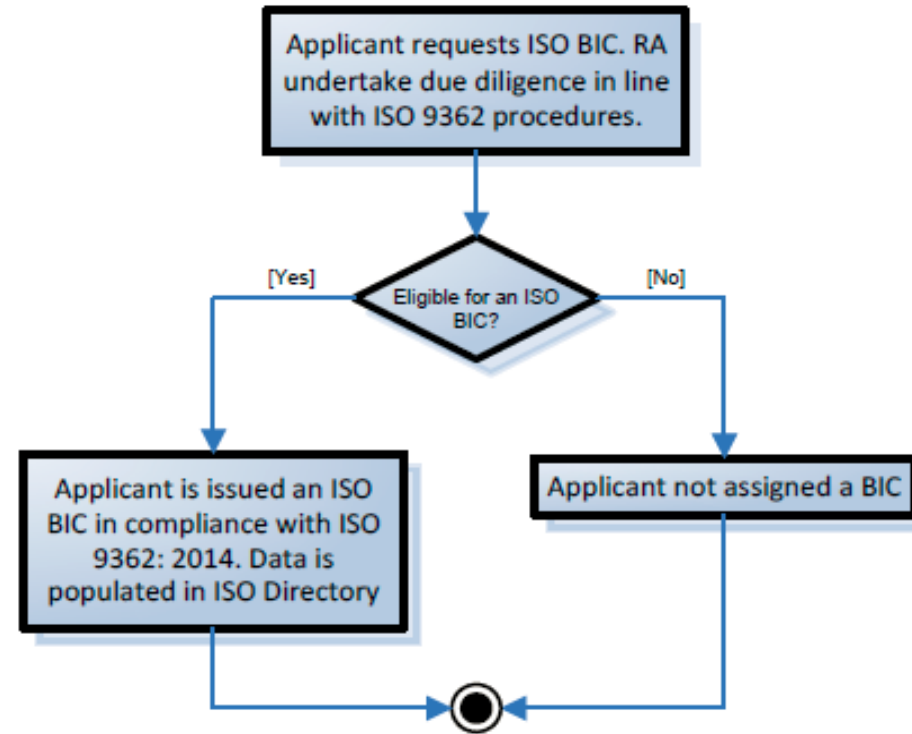 Applicant requests ISO BIC. RA
undertake due diligence in line
with ISO 9362 procedures.
[Yes]
[No]
Eligible for an ISO
BIC?
Applicant is issued an ISO
BIC in compliance with ISO
9362: 2014. Data is
populated in ISO Directory
Applicant not assigned a BIC